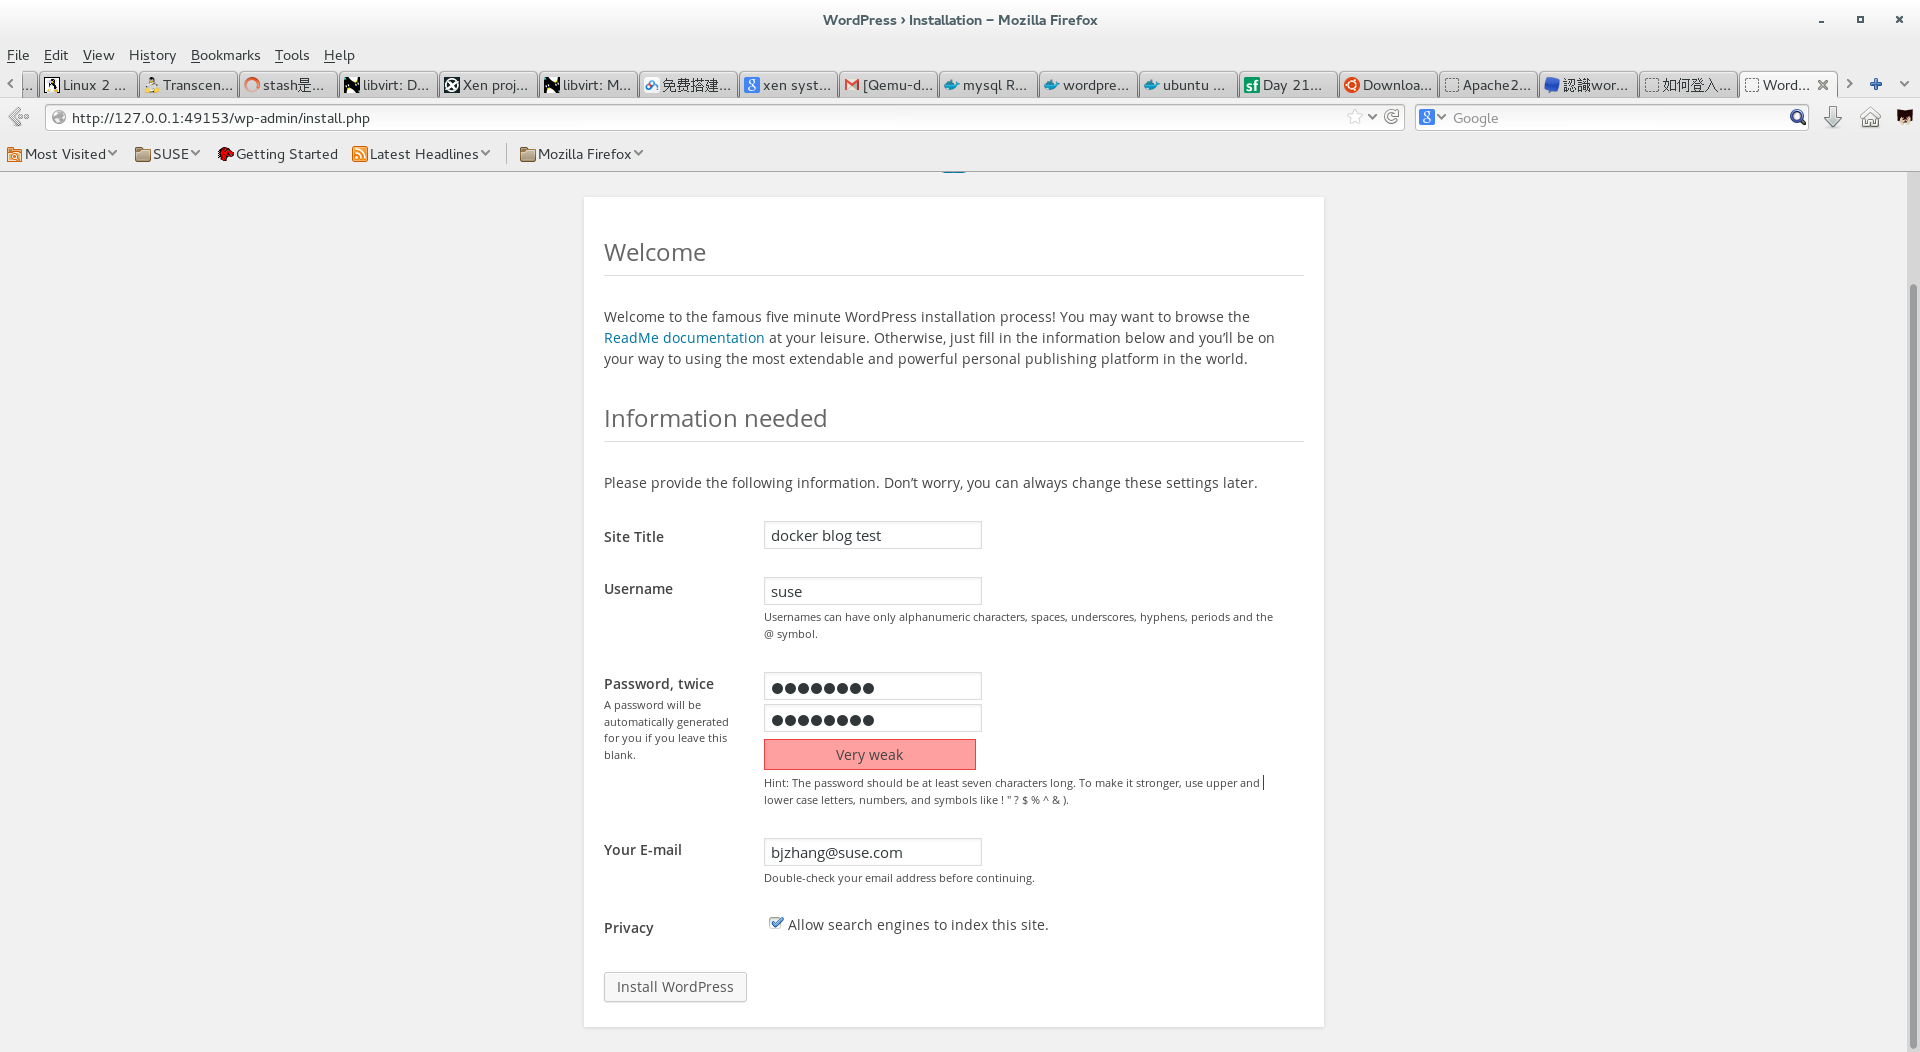 WordPress › Installation – Mozilla Firefox
File Edit View History Bookmarks Tools Help
... Linux 2 ... Transcen... stash是... libvirt: D... Xen proj... libvirt: M... 免费搭建... xen syst... [Qemu-d... mysql R... wordpre... ubuntu ... Day 21... Downloa... Apache2... 認識wor... 如何登入... Word...
http://127.0.0.1:49153/wp-admin/install.php
Google
Most Visited SUSE Getting Started Latest Headlines Mozilla Firefox
Welcome
Welcome to the famous five minute WordPress installation process! You may want to browse the
ReadMe documentation at your leisure. Otherwise, just fill in the information below and you’ll be on
your way to using the most extendable and powerful personal publishing platform in the world.
Information needed
Please provide the following information. Don’t worry, you can always change these settings later.
Site Title
docker blog test
Username
suse
Usernames can have only alphanumeric characters, spaces, underscores, hyphens, periods and the
@ symbol.
Password, twice
A password will be
automatically generated
for you if you leave this
blank.
●●●●●●●●
●●●●●●●●
Very weak
Hint: The password should be at least seven characters long. To make it stronger, use upper and
lower case letters, numbers, and symbols like ! " ? $ % ^ & ).
Your E-mail
bjzhang@suse.com
Double-check your email address before continuing.
Privacy
Allow search engines to index this site.
Install WordPress